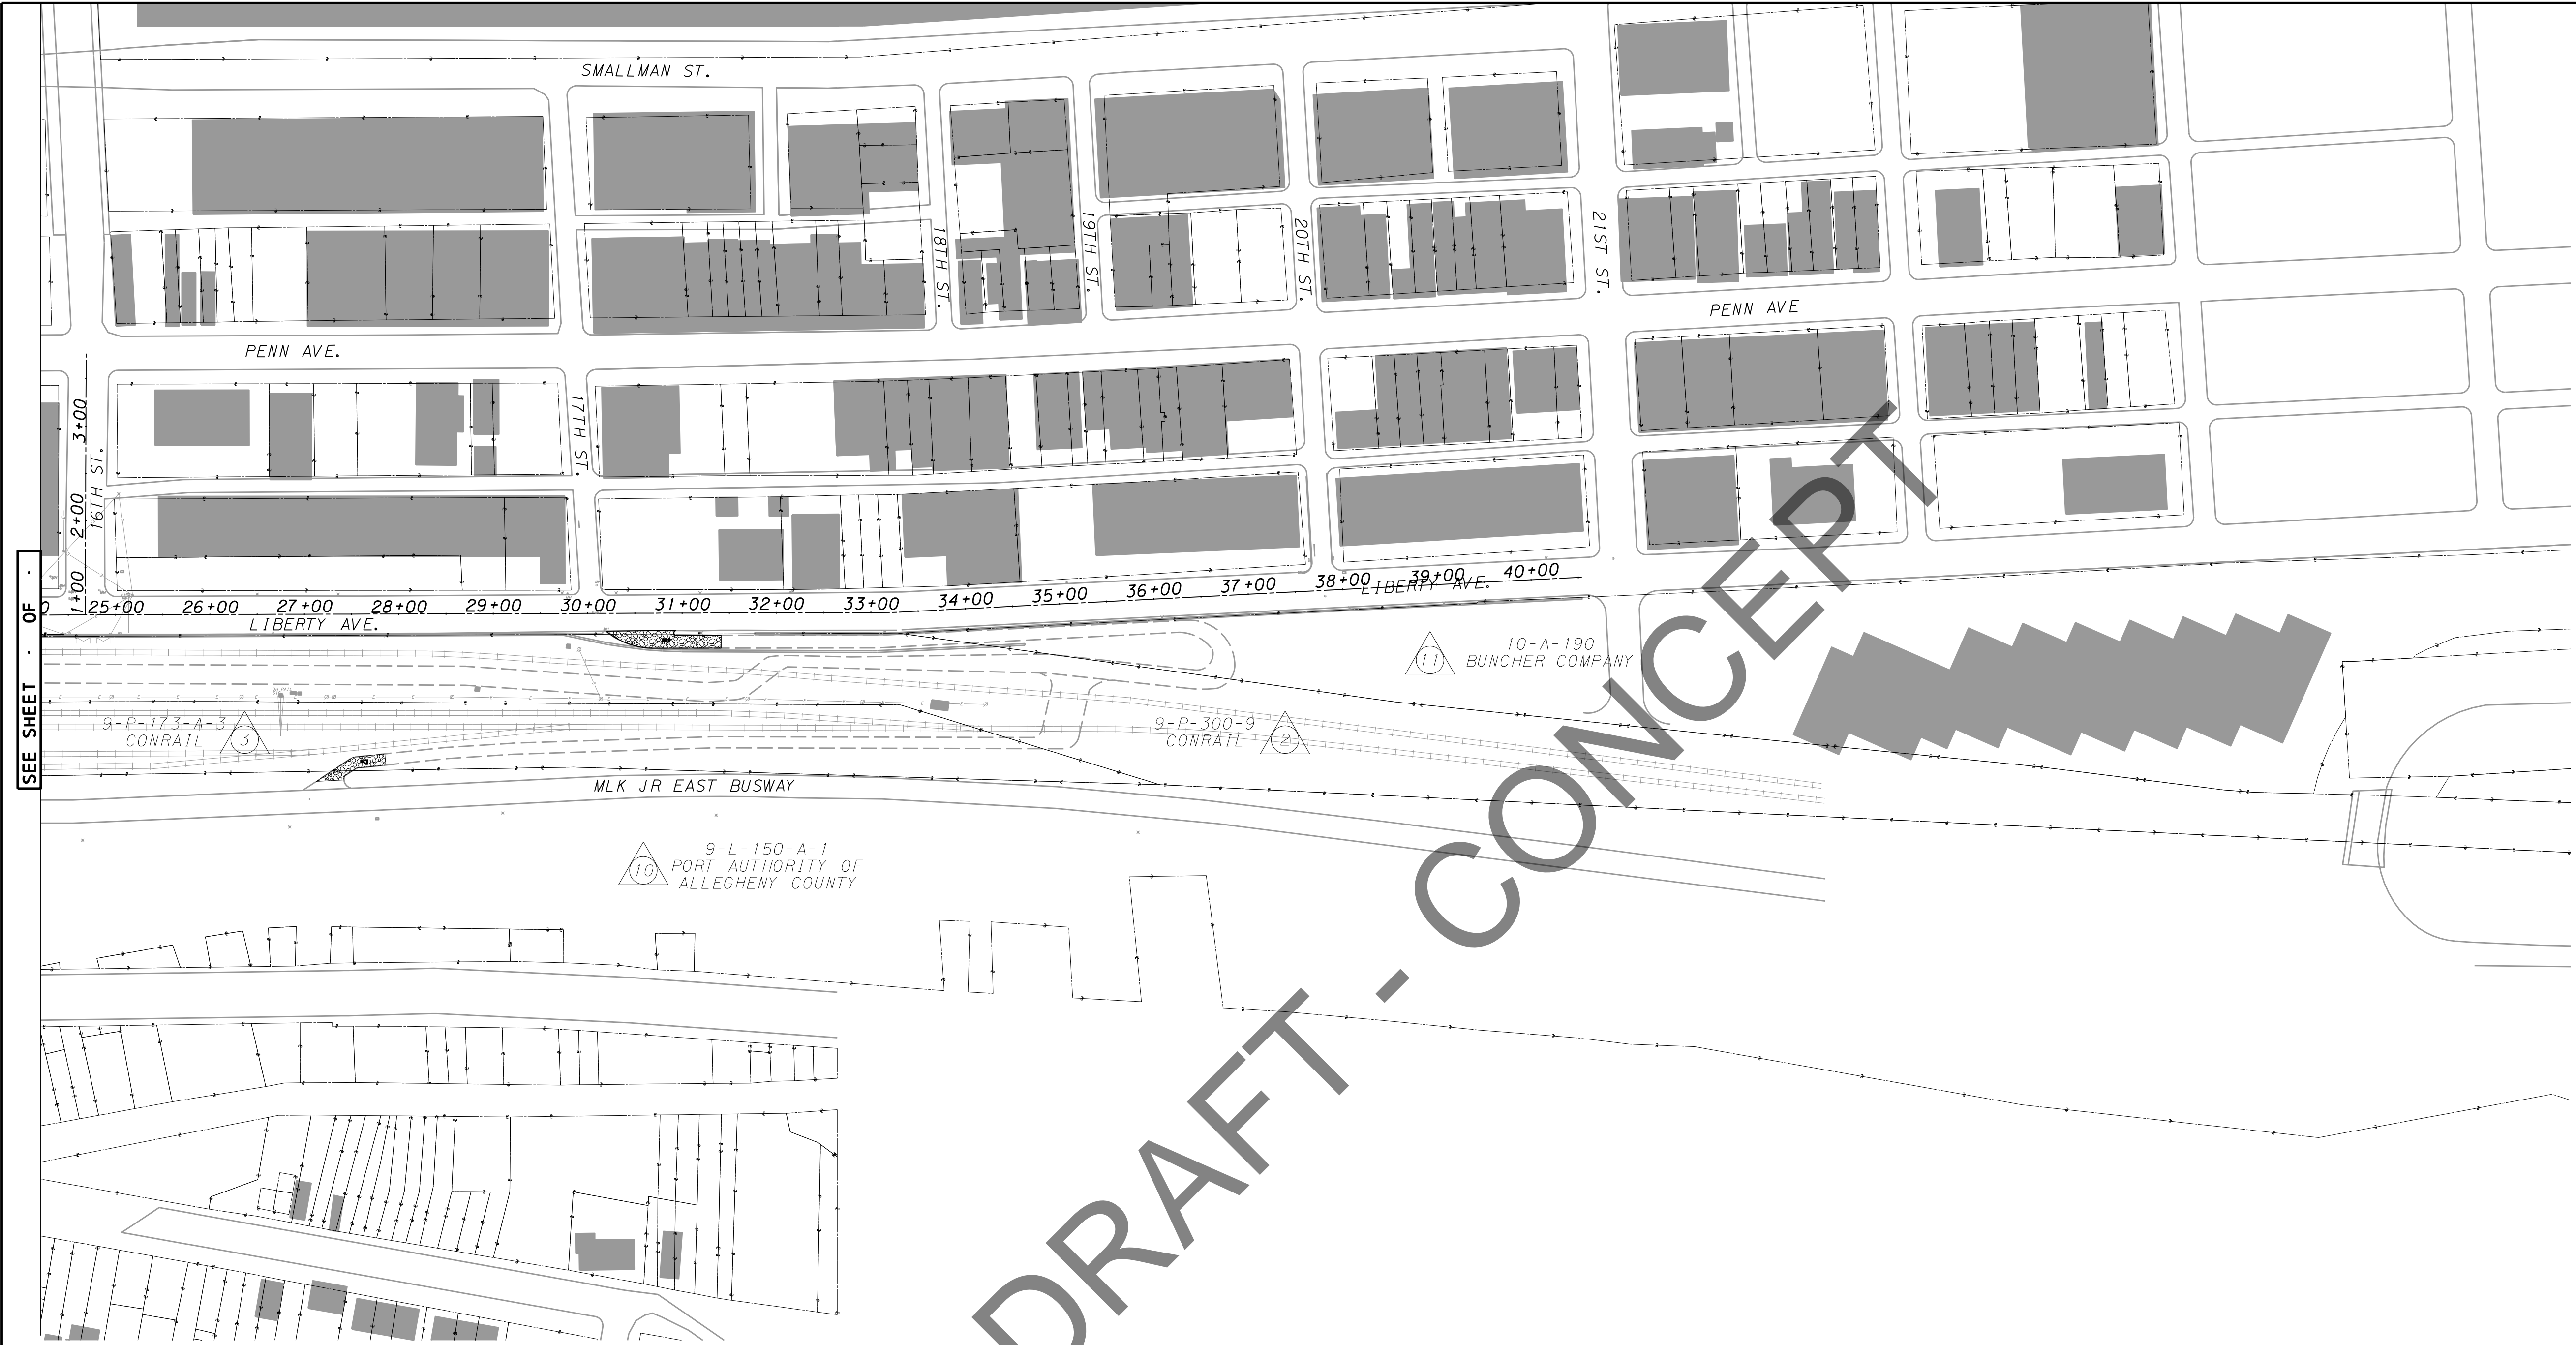 SMALLMAN ST.
18TH ST.
19TH ST.
20TH ST.
21ST ST.
PENN AVE
PENN AVE.
17TH ST.
16TH ST.
3+00
2+00
1+00
0 25+00 26+00 27+00 28+00 29+00 30+00 31+00 32+00 33+00 34+00 35+00 36+00 37+00 38+00 39+00 40+00
LIBERTY AVE.
LIBERTY AVE.
SEE SHEET . OF .
10-A-190
BUNCHER COMPANY
11
9-P-173-A-3
CONRAIL
3
9-P-300-9
CONRAIL
2
MLK JR EAST BUSWAY
9-L-150-A-1
PORT AUTHORITY OF
ALLEGHENY COUNTY
10
DRAFT - CONCEPT